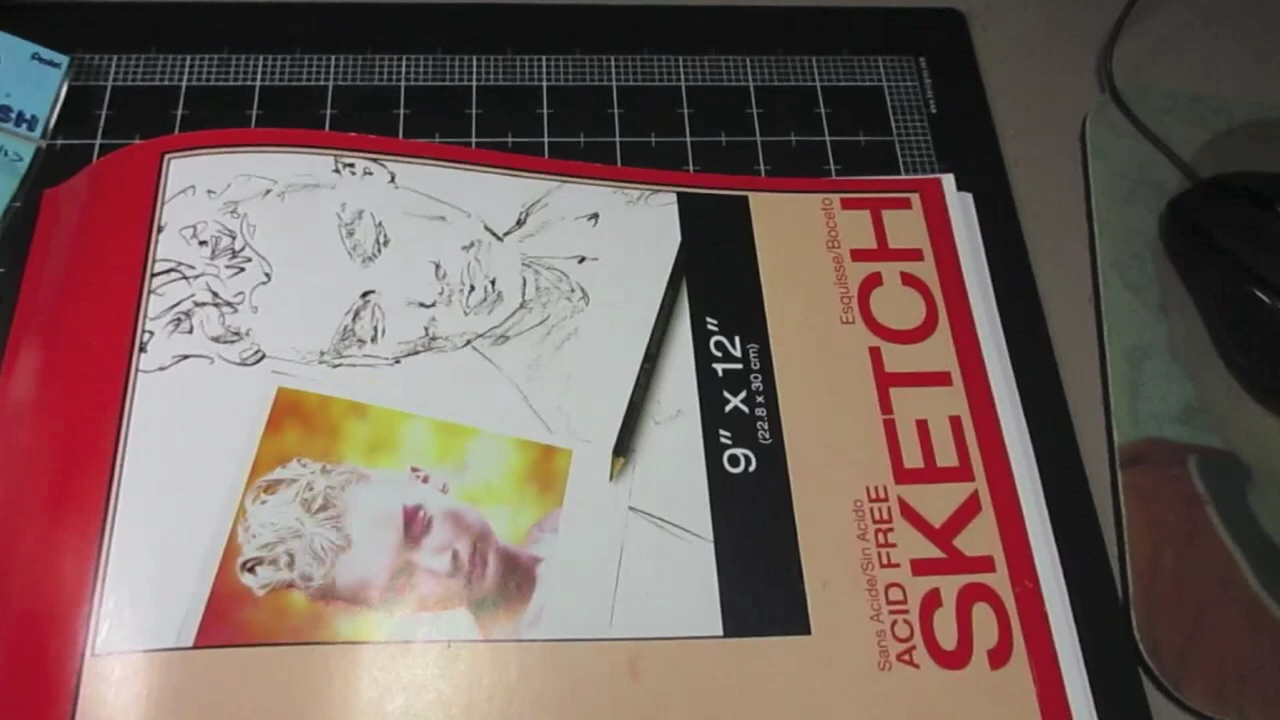 Pentel
SH
Sans Acide/Sin Acido
ACID FREE
Esquisse/Boceto
SKETCH
9" x 12"
(22.8 x 30 cm)